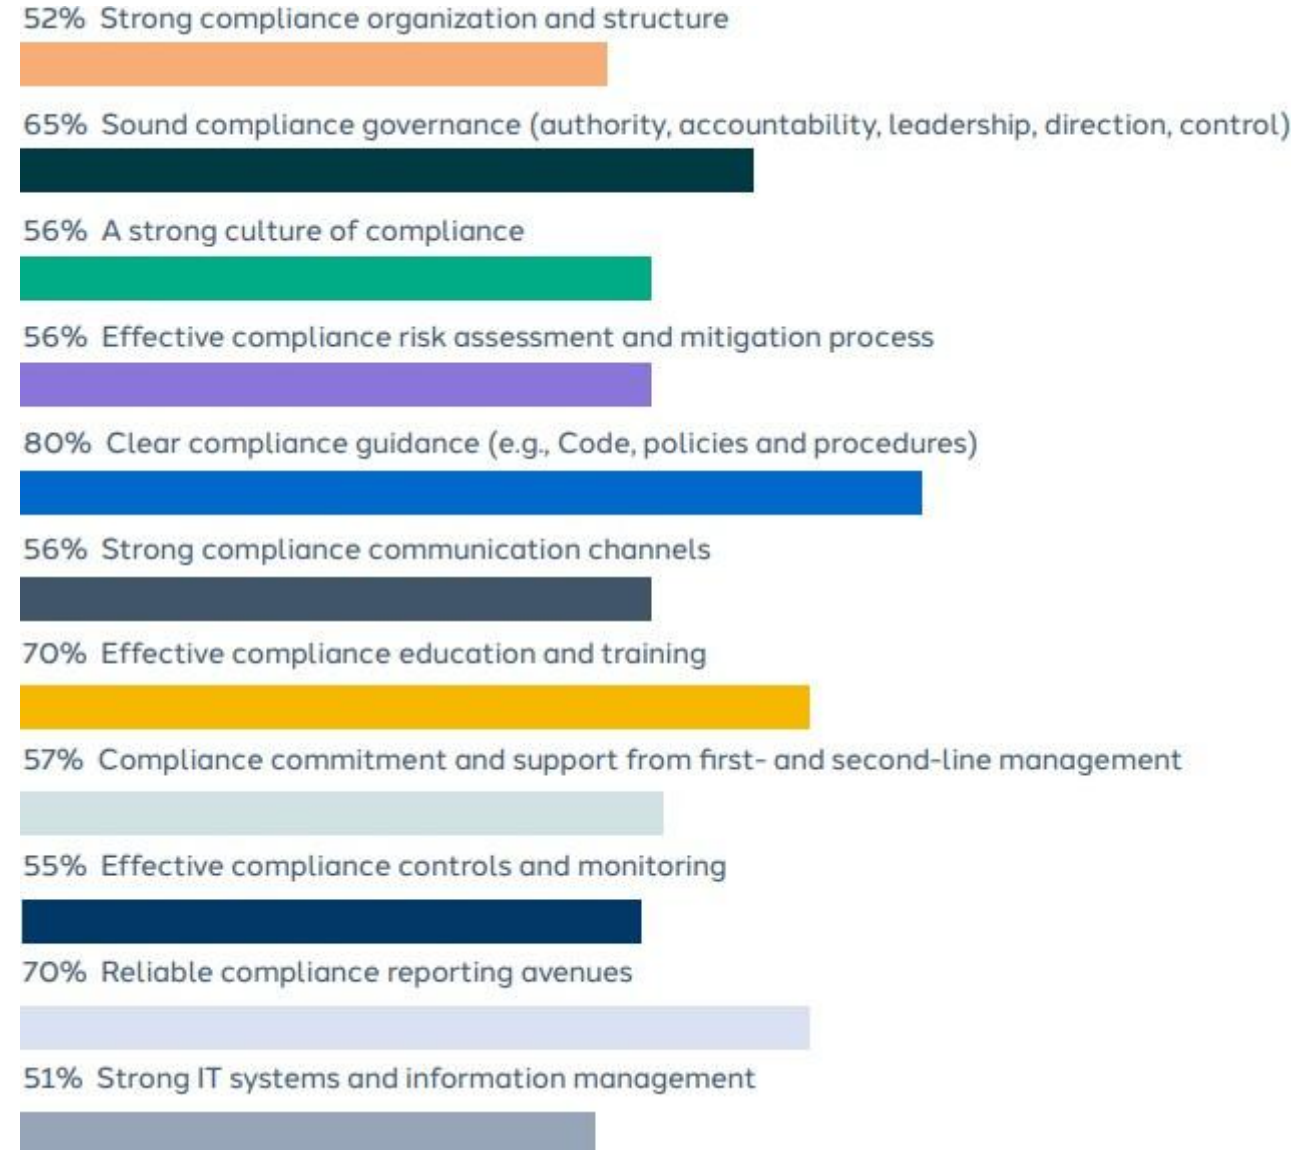 52% Strong compliance organization and structure
65% Sound compliance governance (authority, accountability, leadership, direction, control)
56% A strong culture of compliance
56% Effective compliance risk assessment and mitigation process
80% Clear compliance guidance (e.g., Code, policies and procedures)
56% Strong compliance communication channels
70% Effective compliance education and training
57% Compliance commitment and support from first- and second-line management
55% Effective compliance controls and monitoring
70% Reliable compliance reporting avenues
51% Strong IT systems and information management